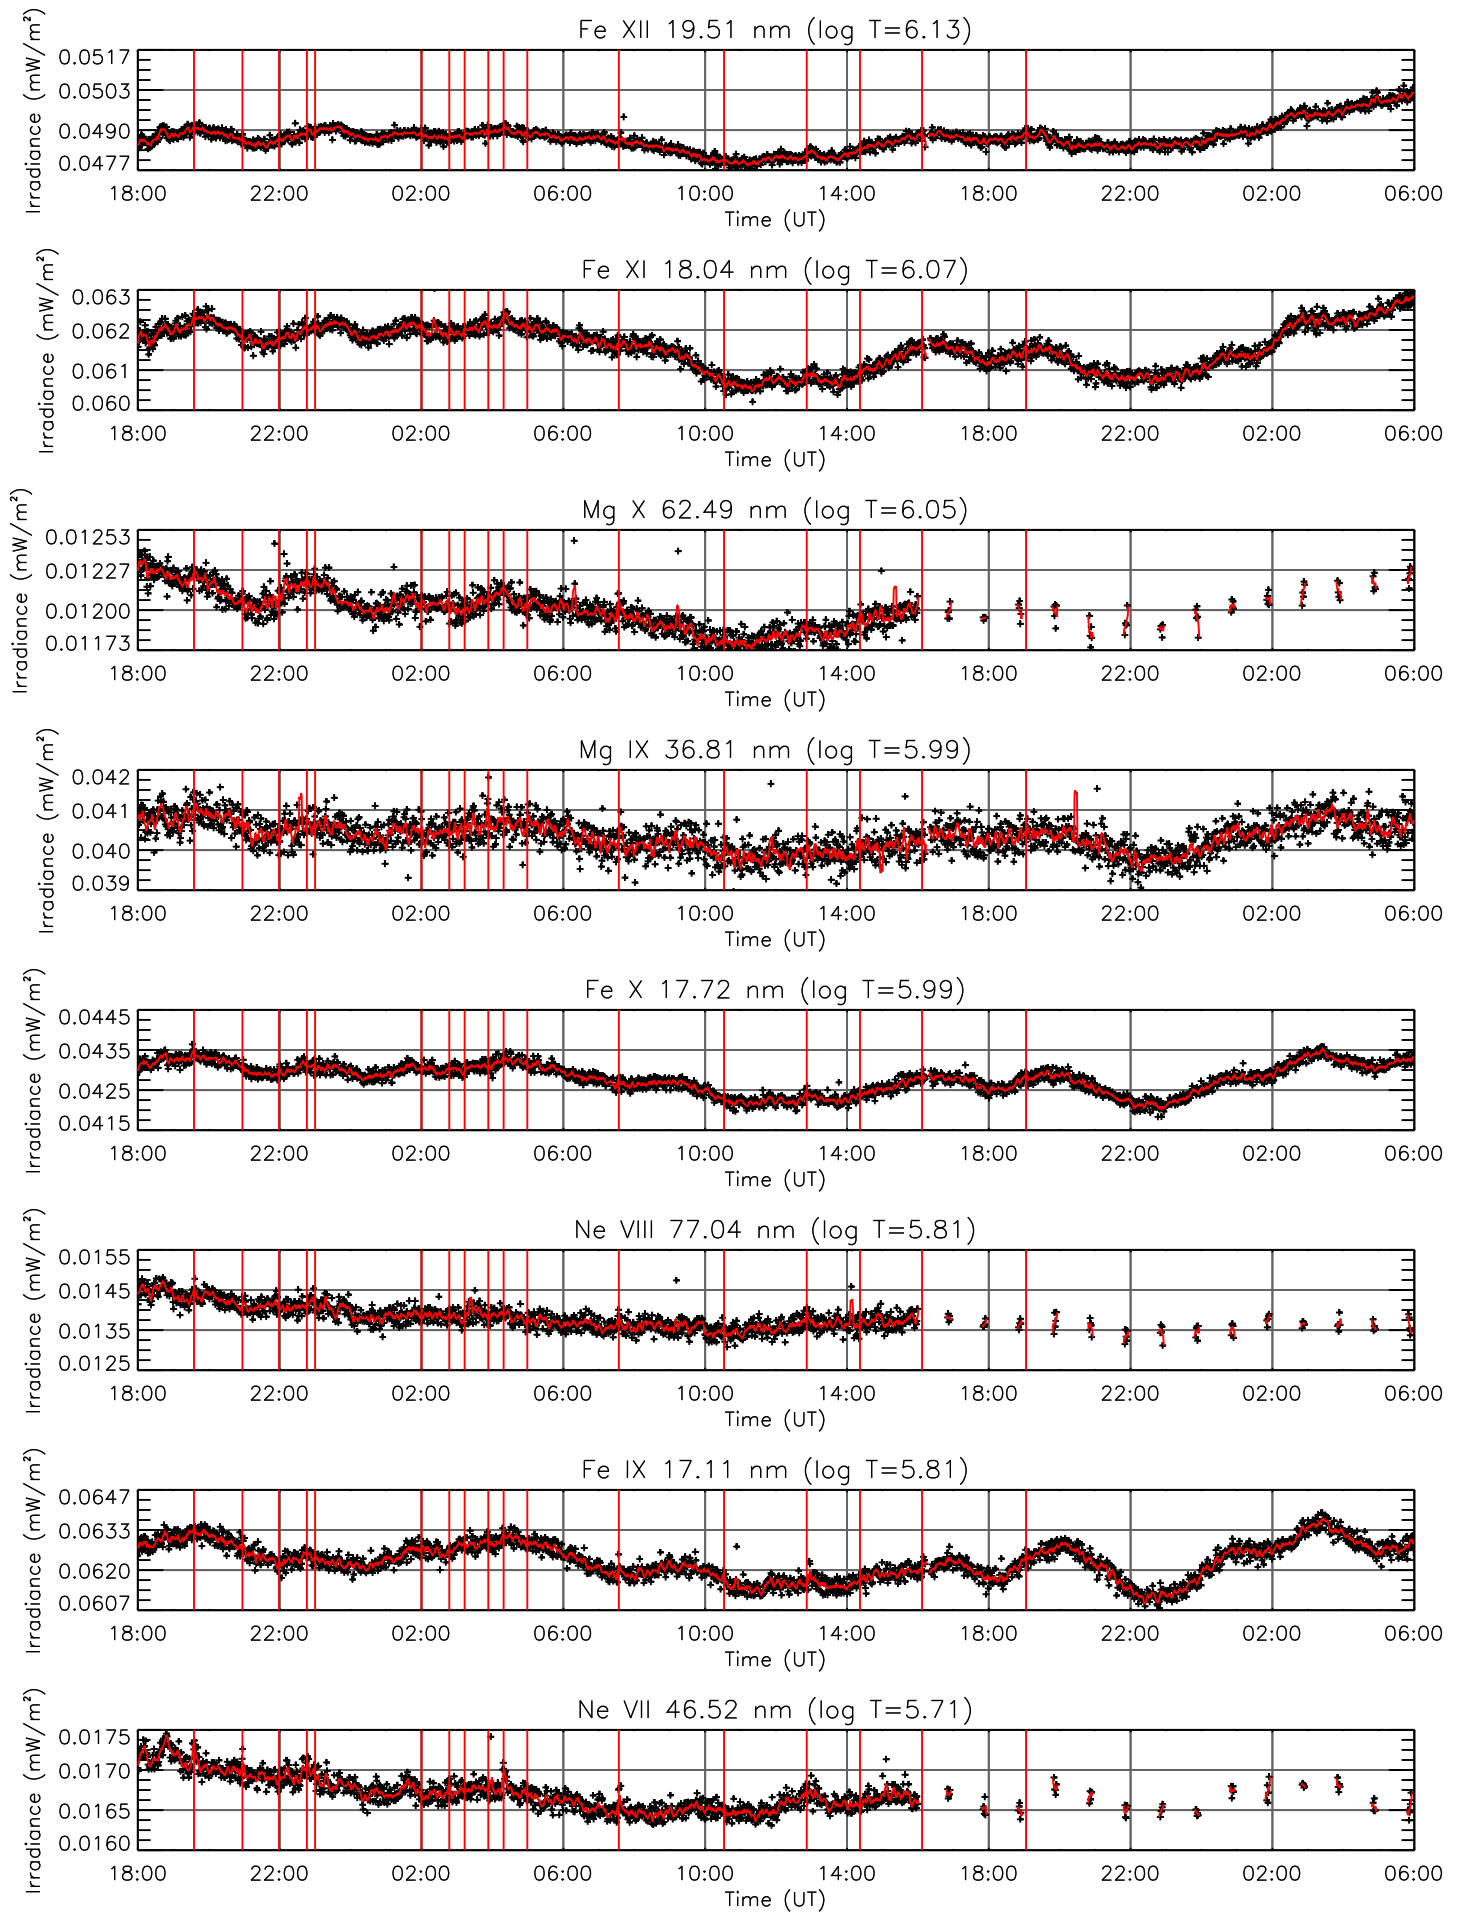 Fe XII 19.51 nm (log T=6.13)
Irradiance (mW/m²)
0.0517
0.0503
0.0490
0.0477
18:00 22:00 02:00 06:00 10:00 14:00 18:00 22:00 02:00 06:00
Time (UT)
Fe XI 18.04 nm (log T=6.07)
Irradiance (mW/m²)
0.063
0.062
0.061
0.060
18:00 22:00 02:00 06:00 10:00 14:00 18:00 22:00 02:00 06:00
Time (UT)
Mg X 62.49 nm (log T=6.05)
Irradiance (mW/m²)
0.01253
0.01227
0.01200
0.01173
18:00 22:00 02:00 06:00 10:00 14:00 18:00 22:00 02:00 06:00
Time (UT)
Mg IX 36.81 nm (log T=5.99)
Irradiance (mW/m²)
0.042
0.041
0.040
0.039
18:00 22:00 02:00 06:00 10:00 14:00 18:00 22:00 02:00 06:00
Time (UT)
Fe X 17.72 nm (log T=5.99)
Irradiance (mW/m²)
0.0445
0.0435
0.0425
0.0415
18:00 22:00 02:00 06:00 10:00 14:00 18:00 22:00 02:00 06:00
Time (UT)
Ne VIII 77.04 nm (log T=5.81)
Irradiance (mW/m²)
0.0155
0.0145
0.0135
0.0125
18:00 22:00 02:00 06:00 10:00 14:00 18:00 22:00 02:00 06:00
Time (UT)
Fe IX 17.11 nm (log T=5.81)
Irradiance (mW/m²)
0.0647
0.0633
0.0620
0.0607
18:00 22:00 02:00 06:00 10:00 14:00 18:00 22:00 02:00 06:00
Time (UT)
Ne VII 46.52 nm (log T=5.71)
Irradiance (mW/m²)
0.0175
0.0170
0.0165
0.0160
18:00 22:00 02:00 06:00 10:00 14:00 18:00 22:00 02:00 06:00
Time (UT)